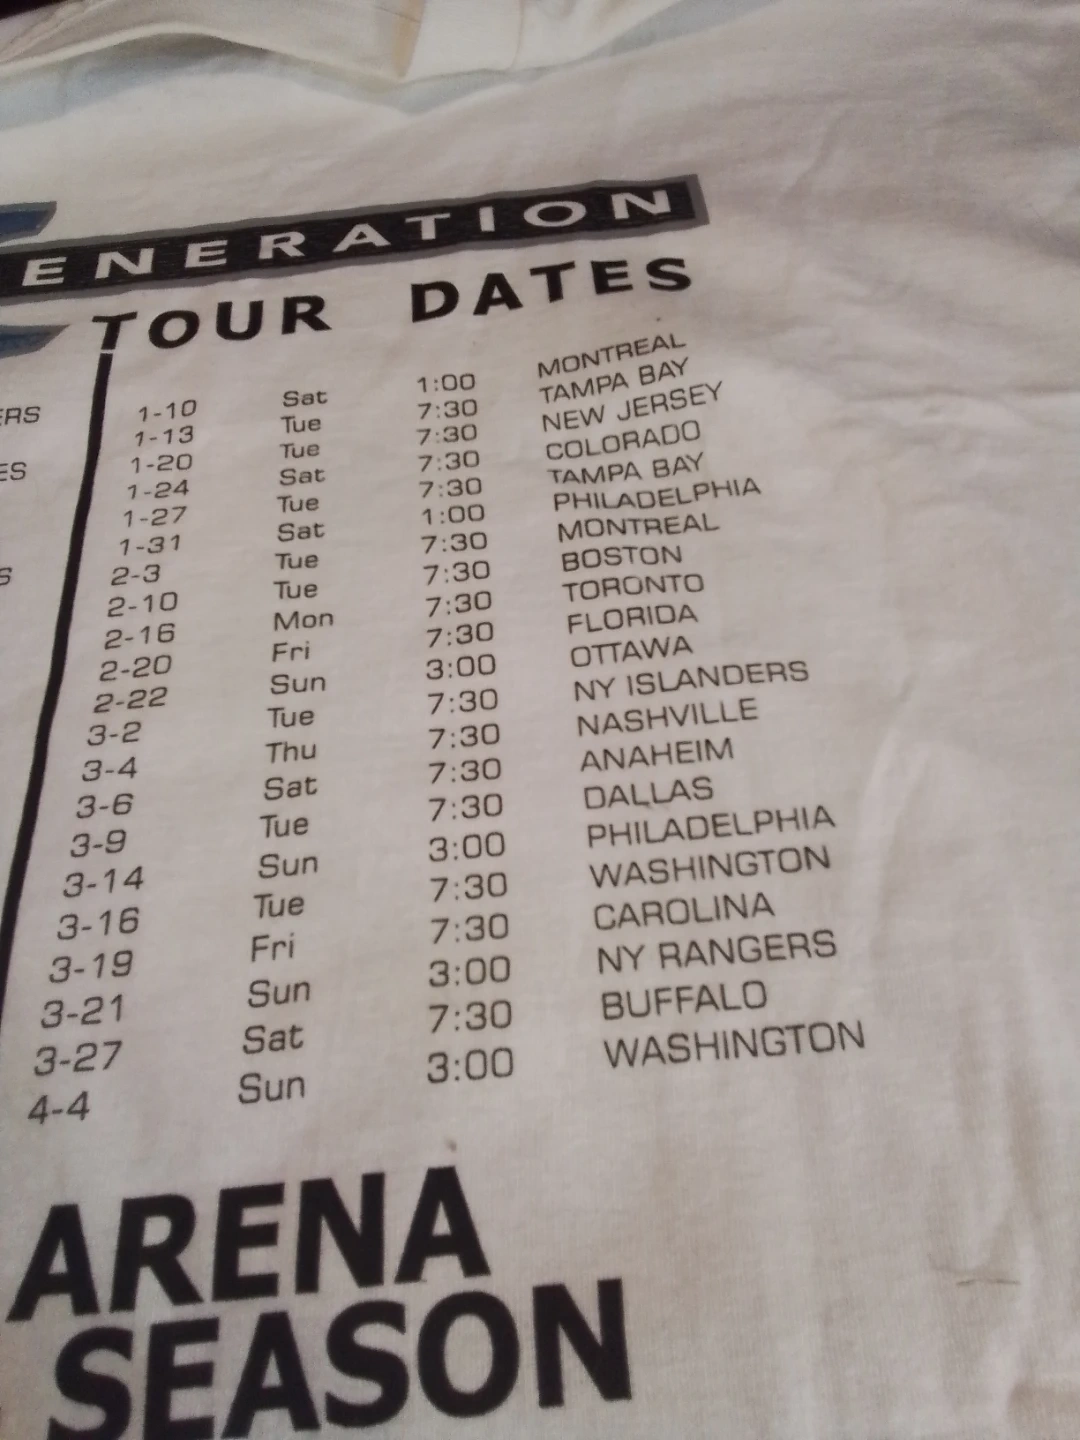 ENERATION
TOUR DATES
ERS
ES
S
1-10 Sat 1:00 MONTREAL
1-13 Tue 7:30 TAMPA BAY
1-20 Tue 7:30 NEW JERSEY
1-24 Sat 7:30 COLORADO
1-27 Tue 7:30 TAMPA BAY
1-31 Sat 1:00 PHILADELPHIA
2-3 Tue 7:30 MONTREAL
2-10 Tue 7:30 BOSTON
2-16 Mon 7:30 TORONTO
2-20 Fri 7:30 FLORIDA
2-22 Sun 3:00 OTTAWA
3-2 Tue 7:30 NY ISLANDERS
3-4 Thu 7:30 NASHVILLE
3-6 Sat 7:30 ANAHEIM
3-9 Tue 7:30 DALLAS
3-14 Sun 3:00 PHILADELPHIA
3-16 Tue 7:30 WASHINGTON
3-19 Fri 7:30 CAROLINA
3-21 Sun 3:00 NY RANGERS
3-27 Sat 7:30 BUFFALO
4-4 Sun 3:00 WASHINGTON
ARENA
SEASON